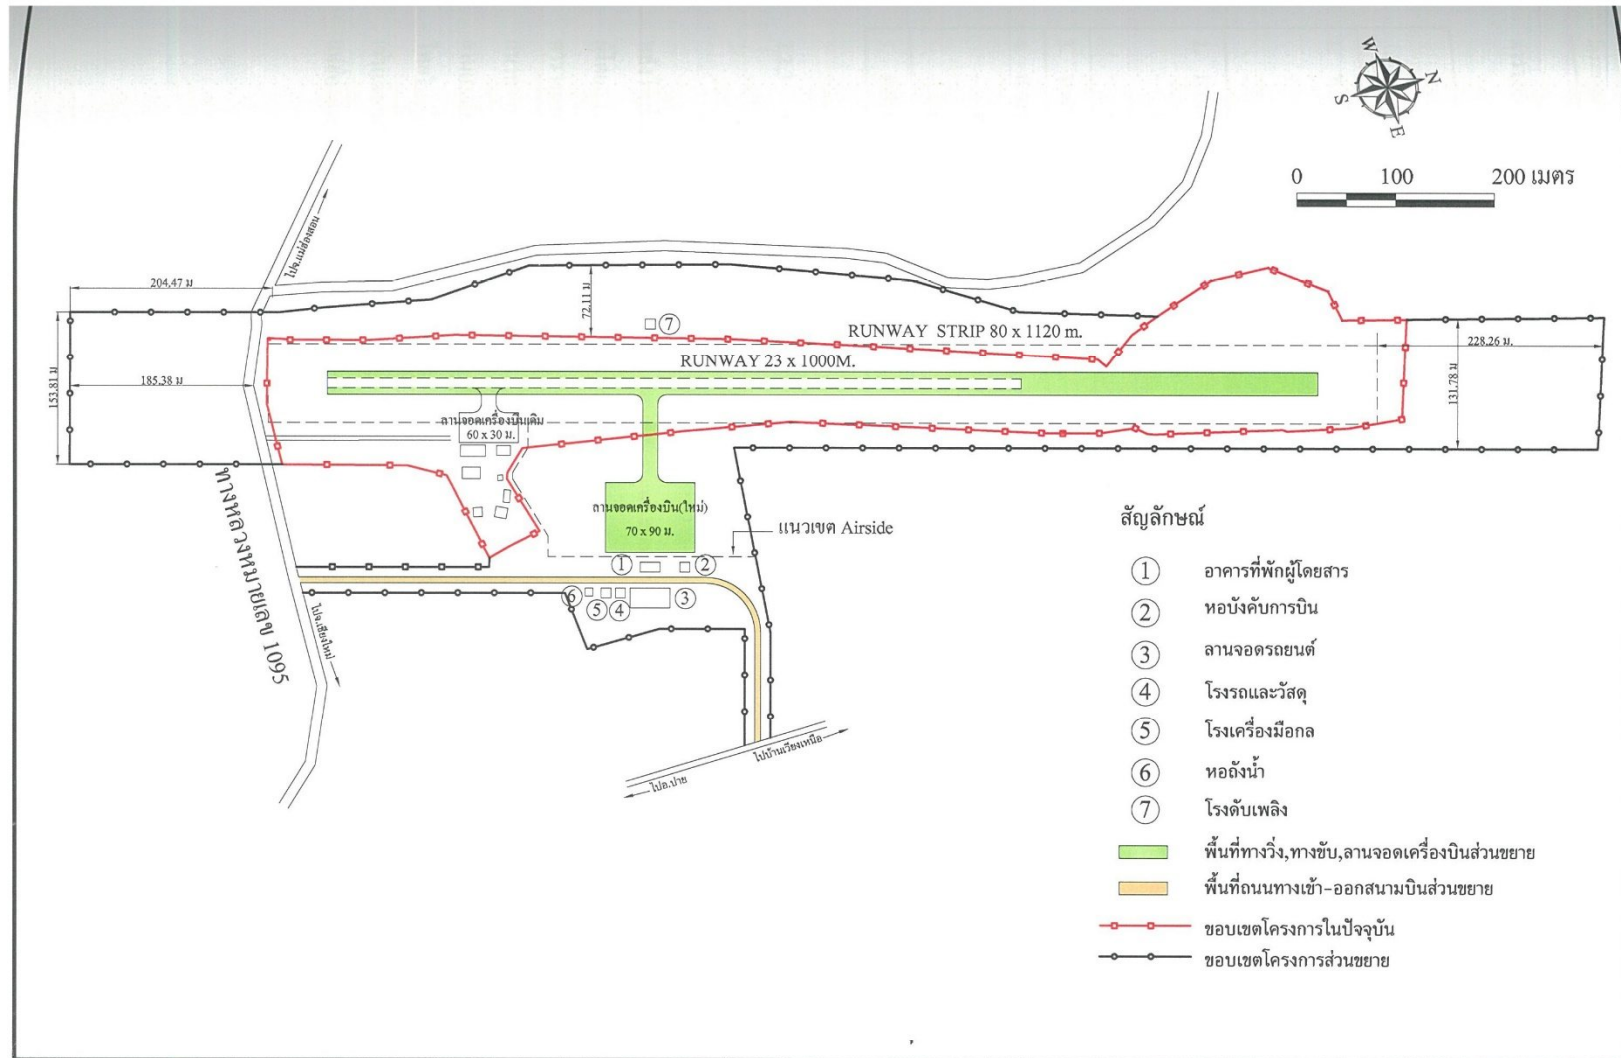 W
N
S
E
0 100 200 เมตร
ไปจ.แม่ฮ่องสอน
204.47 ม
72.11 ม
7
RUNWAY STRIP 80 x 1120 m.
228.26 ม.
RUNWAY 23 x 1000M.
153.81 ม
185.38 ม
131.78 ม
ลานจอดเครื่องบินเดิม
60 x 30 ม.
ทางหลวงหมายเลข 1095
ไปจ.เชียงใหม่
ลานจอดเครื่องบิน(ใหม่)
70 x 90 ม.
แนวเขต Airside
1
2
6
5
4
3
ไปอ.ปาย
ไปบ้านเวียงเหนือ
สัญลักษณ์
1 อาคารที่พักผู้โดยสาร
2 หอบังคับการบิน
3 ลานจอดรถยนต์
4 โรงรถและวัสดุ
5 โรงเครื่องมือกล
6 หอถังน้ำ
7 โรงดับเพลิง
พื้นที่ทางวิ่ง,ทางขับ,ลานจอดเครื่องบินส่วนขยาย
พื้นที่ถนนทางเข้า-ออกสนามบินส่วนขยาย
ขอบเขตโครงการในปัจจุบัน
ขอบเขตโครงการส่วนขยาย